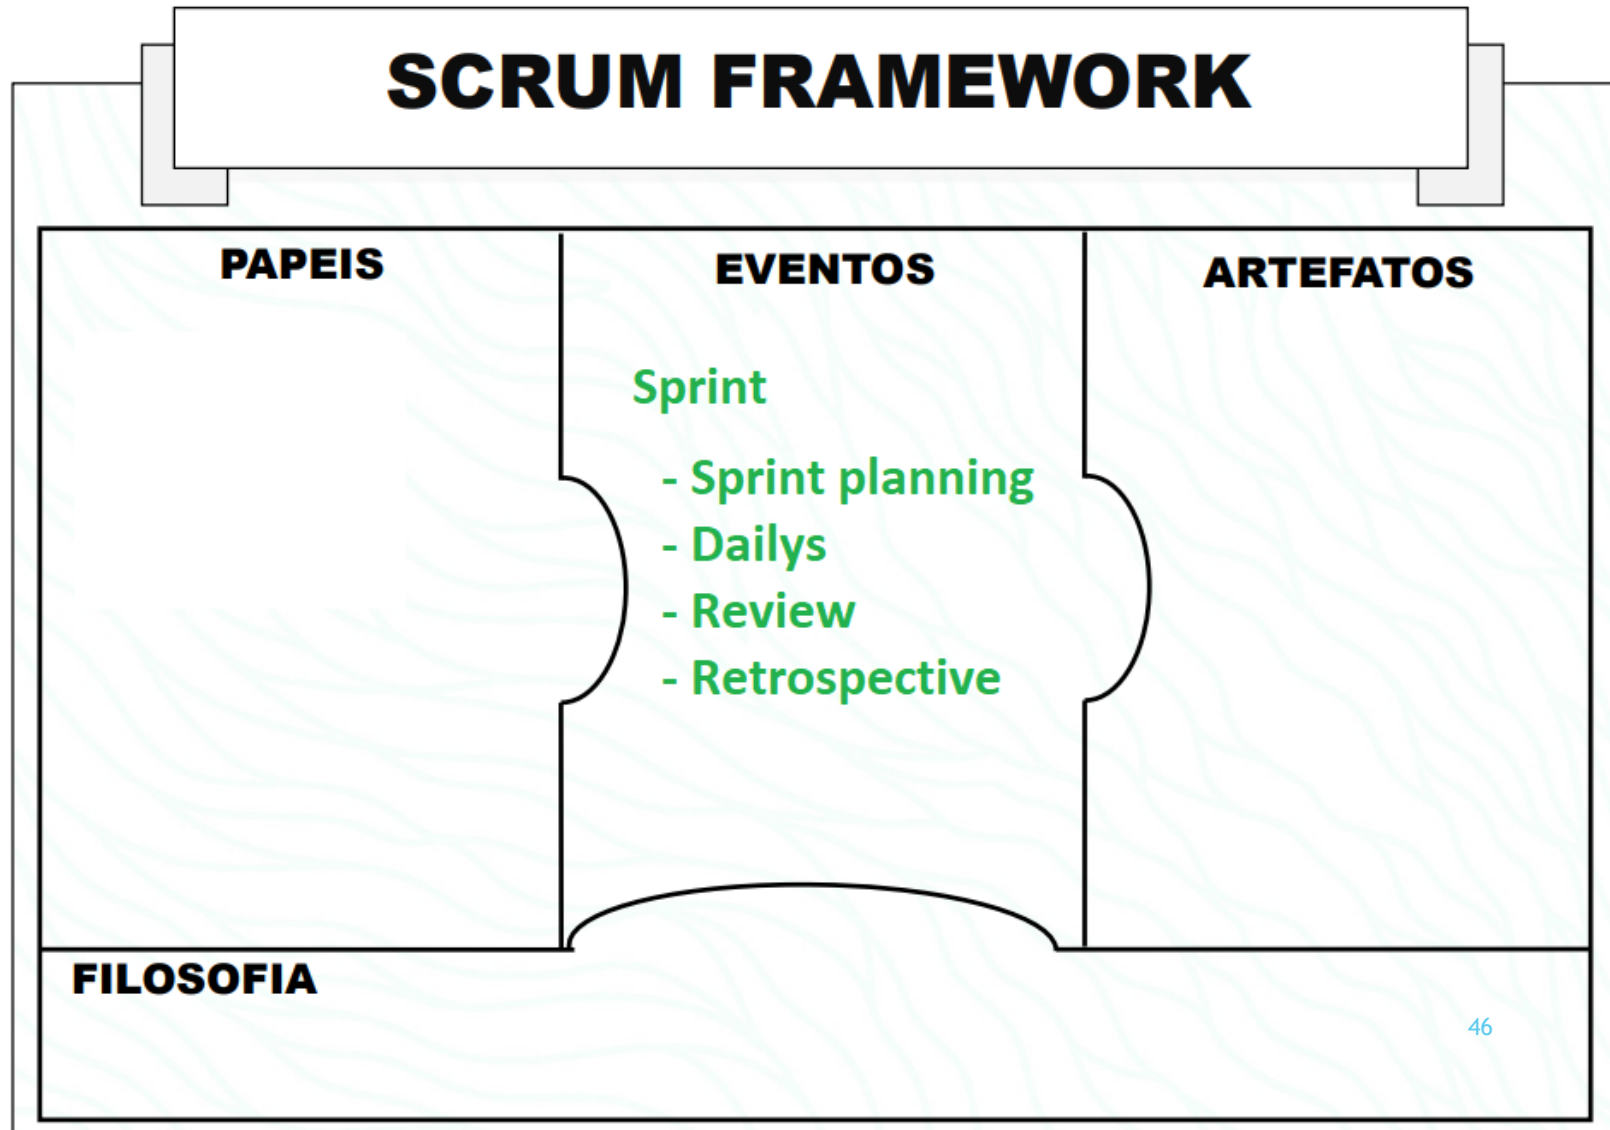 SCRUM FRAMEWORK
PAPEIS
EVENTOS
ARTEFATOS
Sprint
- Sprint planning
- Dailys
- Review
- Retrospective
FILOSOFIA
46